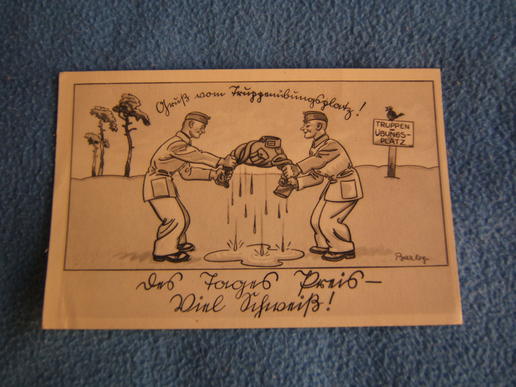 Gruß vom Truppenübungsplatz!
TRUPPEN
ÜBUNGS-
PLATZ
Des Tages Preis –
Viel Schweiß!